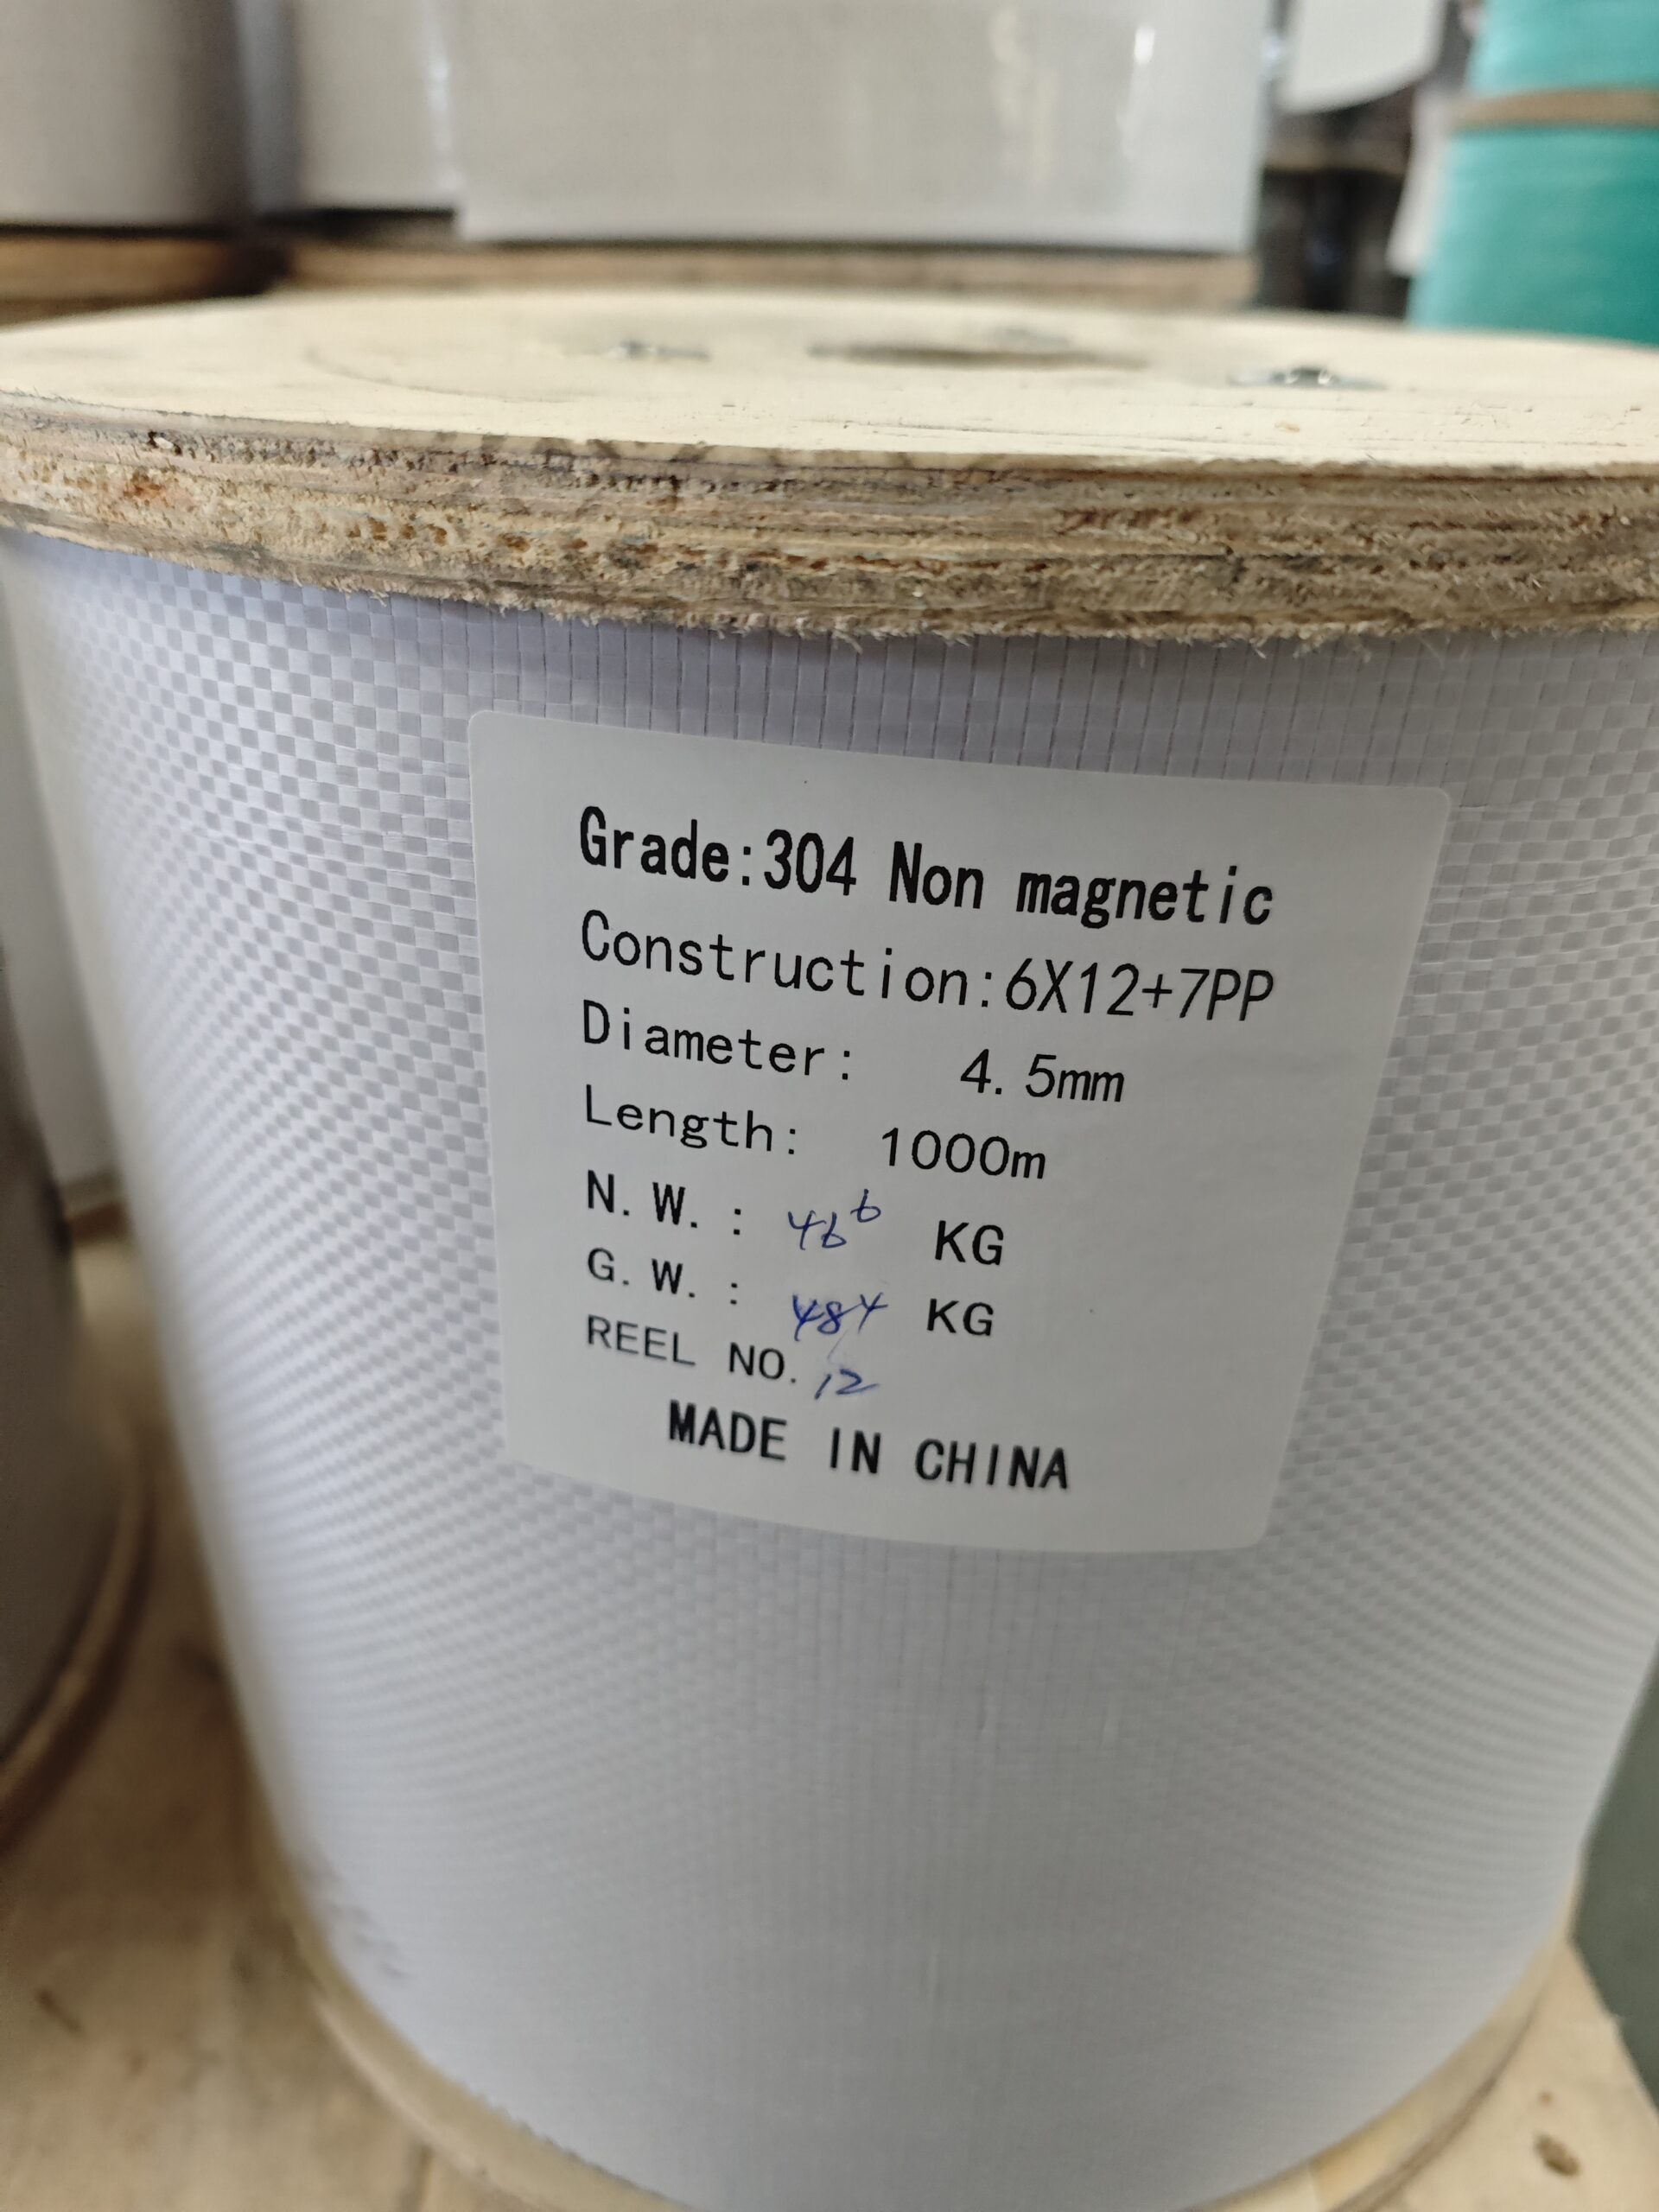 Grade:304 Non magnetic
Construction:6X12+7PP
Diameter: 4.5mm
Length: 1000m
N.W.: 46⁶ KG
G.W.: 484 KG
REEL NO. 12
MADE IN CHINA